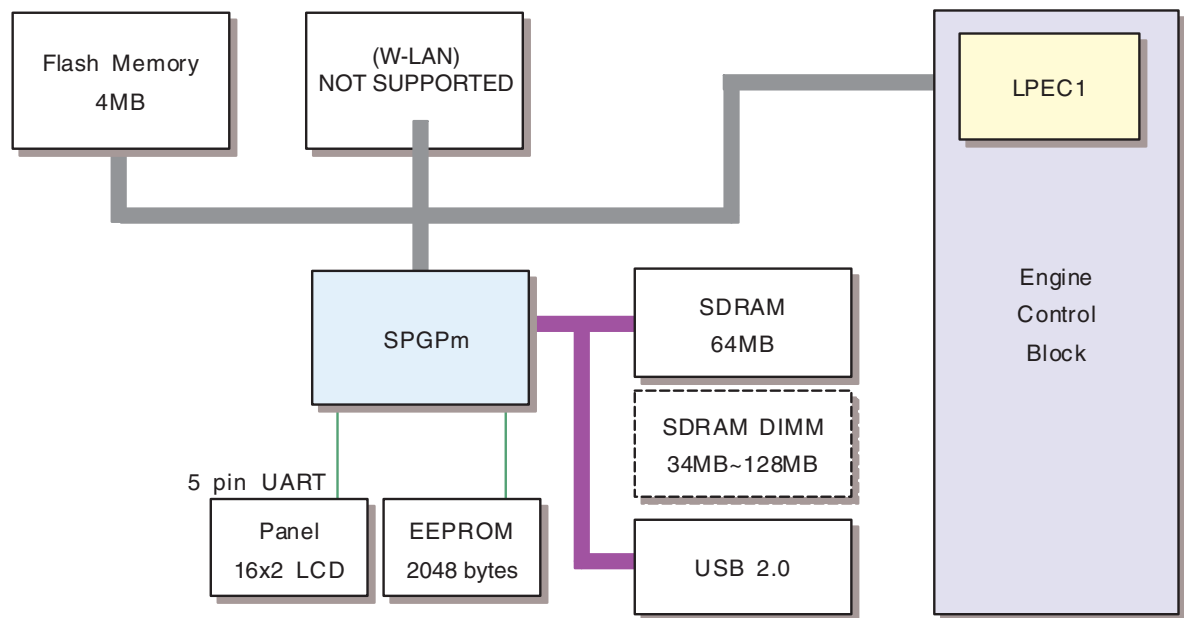 Flash Memory
4MB
(W-LAN)
NOT SUPPORTED
LPEC1
Engine
Control
Block
SPGPm
SDRAM
64MB
SDRAM DIMM
34MB~128MB
5 pin UART
Panel
16x2 LCD
EEPROM
2048 bytes
USB 2.0